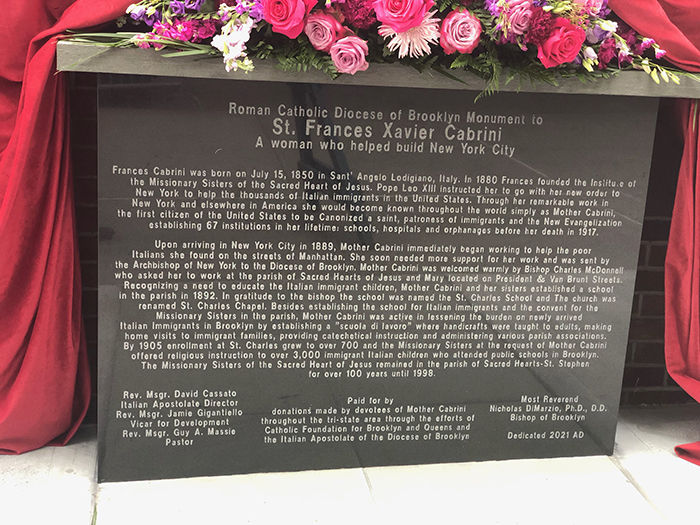 Roman Catholic Diocese of Brooklyn Monument to
St. Frances Xavier Cabrini
A woman who helped build New York City
Frances Cabrini was born on July 15, 1850 in Sant' Angelo Lodigiano, Italy. In 1880 Frances founded the Institute of
the Missionary Sisters of the Sacred Heart of Jesus. Pope Leo XIII instructed her to go with her new order to
New York to help the thousands of Italian immigrants in the United States. Through her remarkable work in
New York and elsewhere in America she would become known throughout the world simply as Mother Cabrini,
the first citizen of the United States to be Canonized a saint, patroness of immigrants and the New Evangelization
establishing 67 institutions in her lifetime: schools, hospitals and orphanages before her death in 1917.
Upon arriving in New York City in 1889, Mother Cabrini immediately began working to help the poor
Italians she found on the streets of Manhattan. She soon needed more support for her work and was sent by
the Archbishop of New York to the Diocese of Brooklyn. Mother Cabrini was welcomed warmly by Bishop Charles McDonnell
who asked her to work at the parish of Sacred Hearts of Jesus and Mary located on President & Van Brunt Streets.
Recognizing a need to educate the Italian immigrant children, Mother Cabrini and her sisters established a school
in the parish in 1892. In gratitude to the bishop the school was named the St. Charles School and The church was
renamed St. Charles Chapel. Besides establishing the school for Italian immigrants and the convent for the
Missionary Sisters in the parish, Mother Cabrini was active in lessening the burden on newly arrived
Italian Immigrants in Brooklyn by establishing a "scuola di lavoro" where handicrafts were taught to adults, making
home visits to immigrant families, providing catechetical instruction and administering various parish associations.
By 1905 enrollment at St. Charles grew to over 700 and the Missionary Sisters at the request of Mother Cabrini
offered religious instruction to over 3,000 immigrant Italian children who attended public schools in Brooklyn.
The Missionary Sisters of the Sacred Heart of Jesus remained in the parish of Sacred Hearts-St. Stephen
for over 100 years until 1998.
Rev. Msgr. David Cassato
Italian Apostolate Director
Rev. Msgr. Jamie Gigantiello
Vicar for Development
Rev. Msgr. Guy A. Massie
Pastor
Paid for by
donations made by devotees of Mother Cabrini
throughout the tri-state area through the efforts of
Catholic Foundation for Brooklyn and Queens and
the Italian Apostolate of the Diocese of Brooklyn
Most Reverend
Nicholas DiMarzio, Ph.D., D.D.
Bishop of Brooklyn
Dedicated 2021 AD